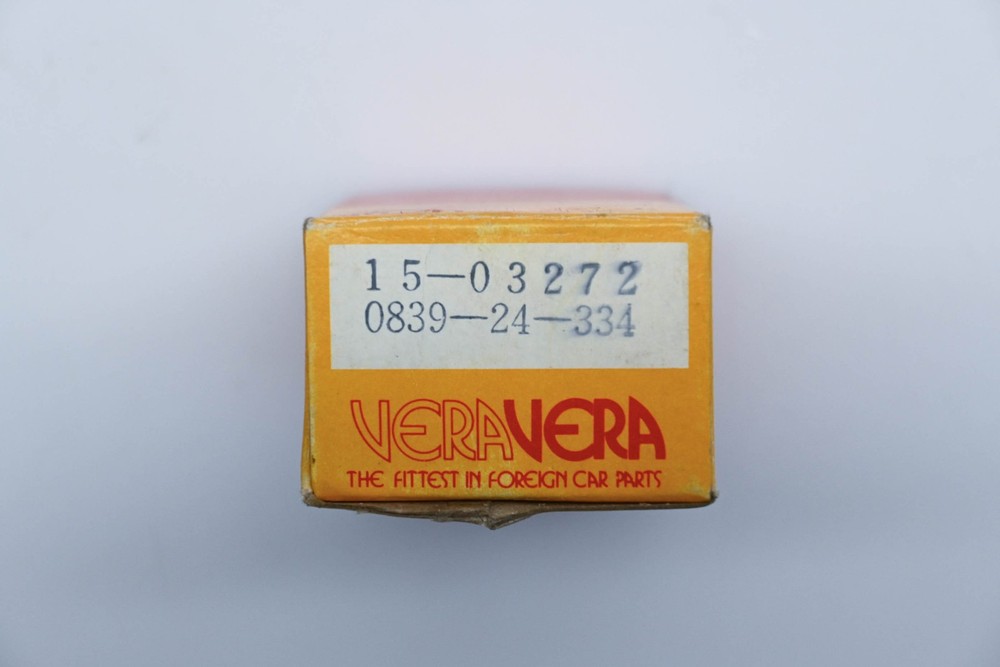 15-03272
0839-24-334
VERAVERA
THE FITTEST IN FOREIGN CAR PARTS